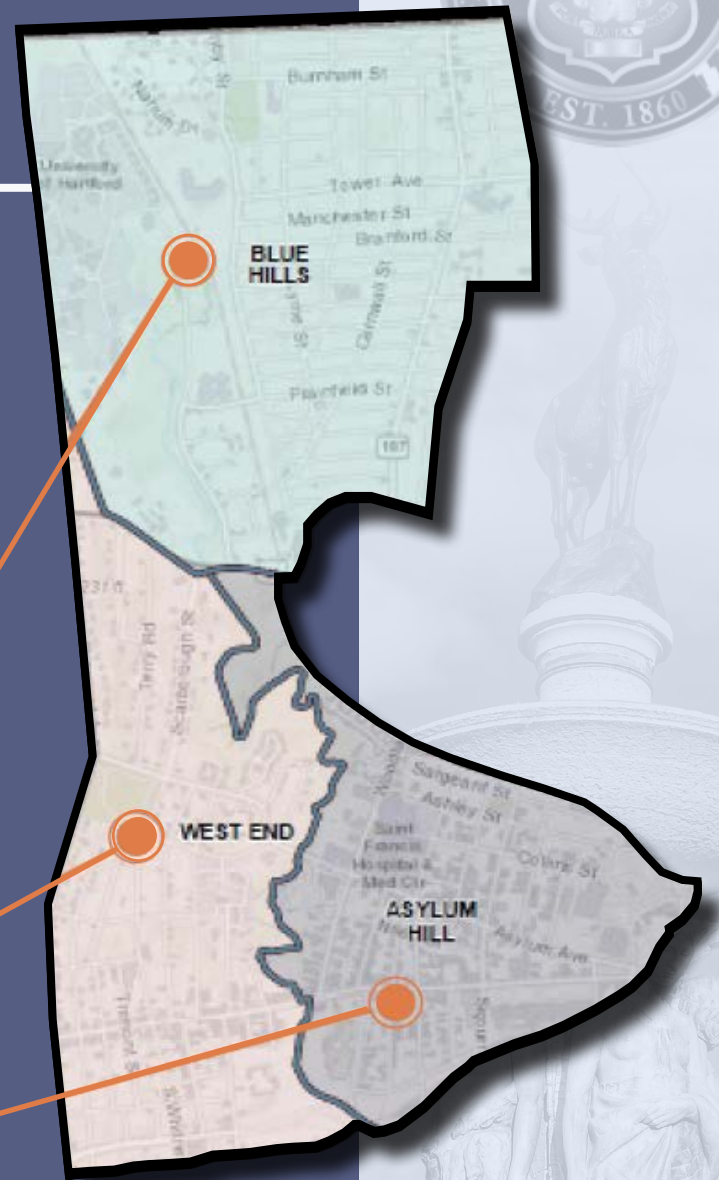 EST. 1860
Burnham St
University
of Hartford
Tower Ave
Manchester St
Branford St
BLUE
HILLS
Cornwall St
Plainfield St
187
Terry Rd
Scarborough St
Sargeant St
Ashley St
WEST END
Saint
Francis
Hospital &
Med Ctr
Collins St
ASYLUM
HILL
Asylum Ave